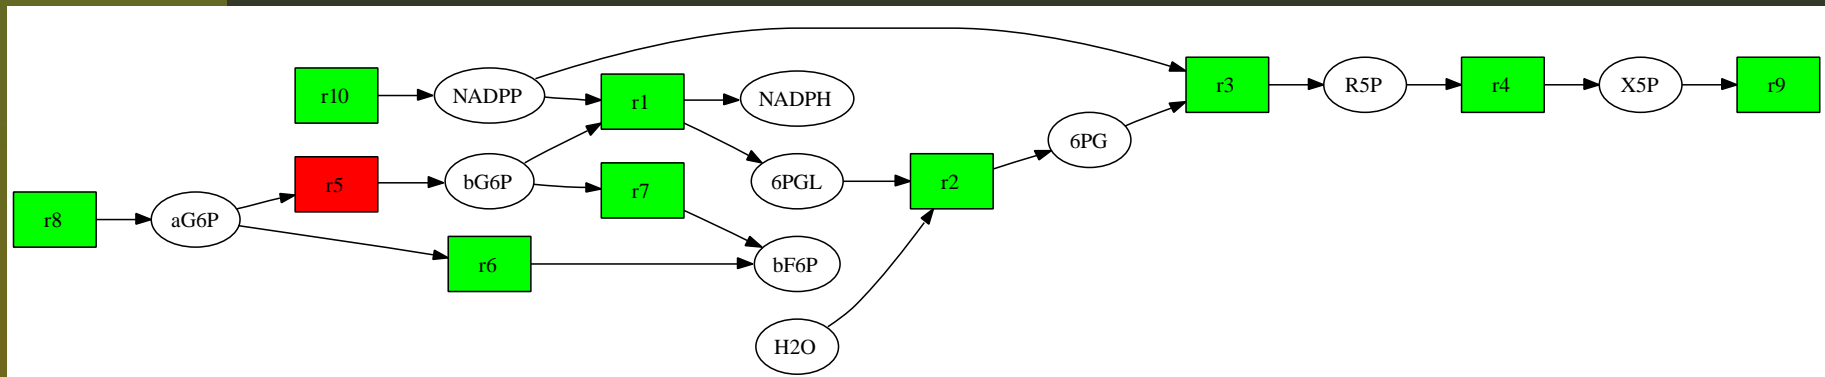 r10
NADPP
r1
NADPH
r3
R5P
r4
X5P
r9
6PG
r8
aG6P
r5
bG6P
r7
6PGL
r2
r6
bF6P
H2O